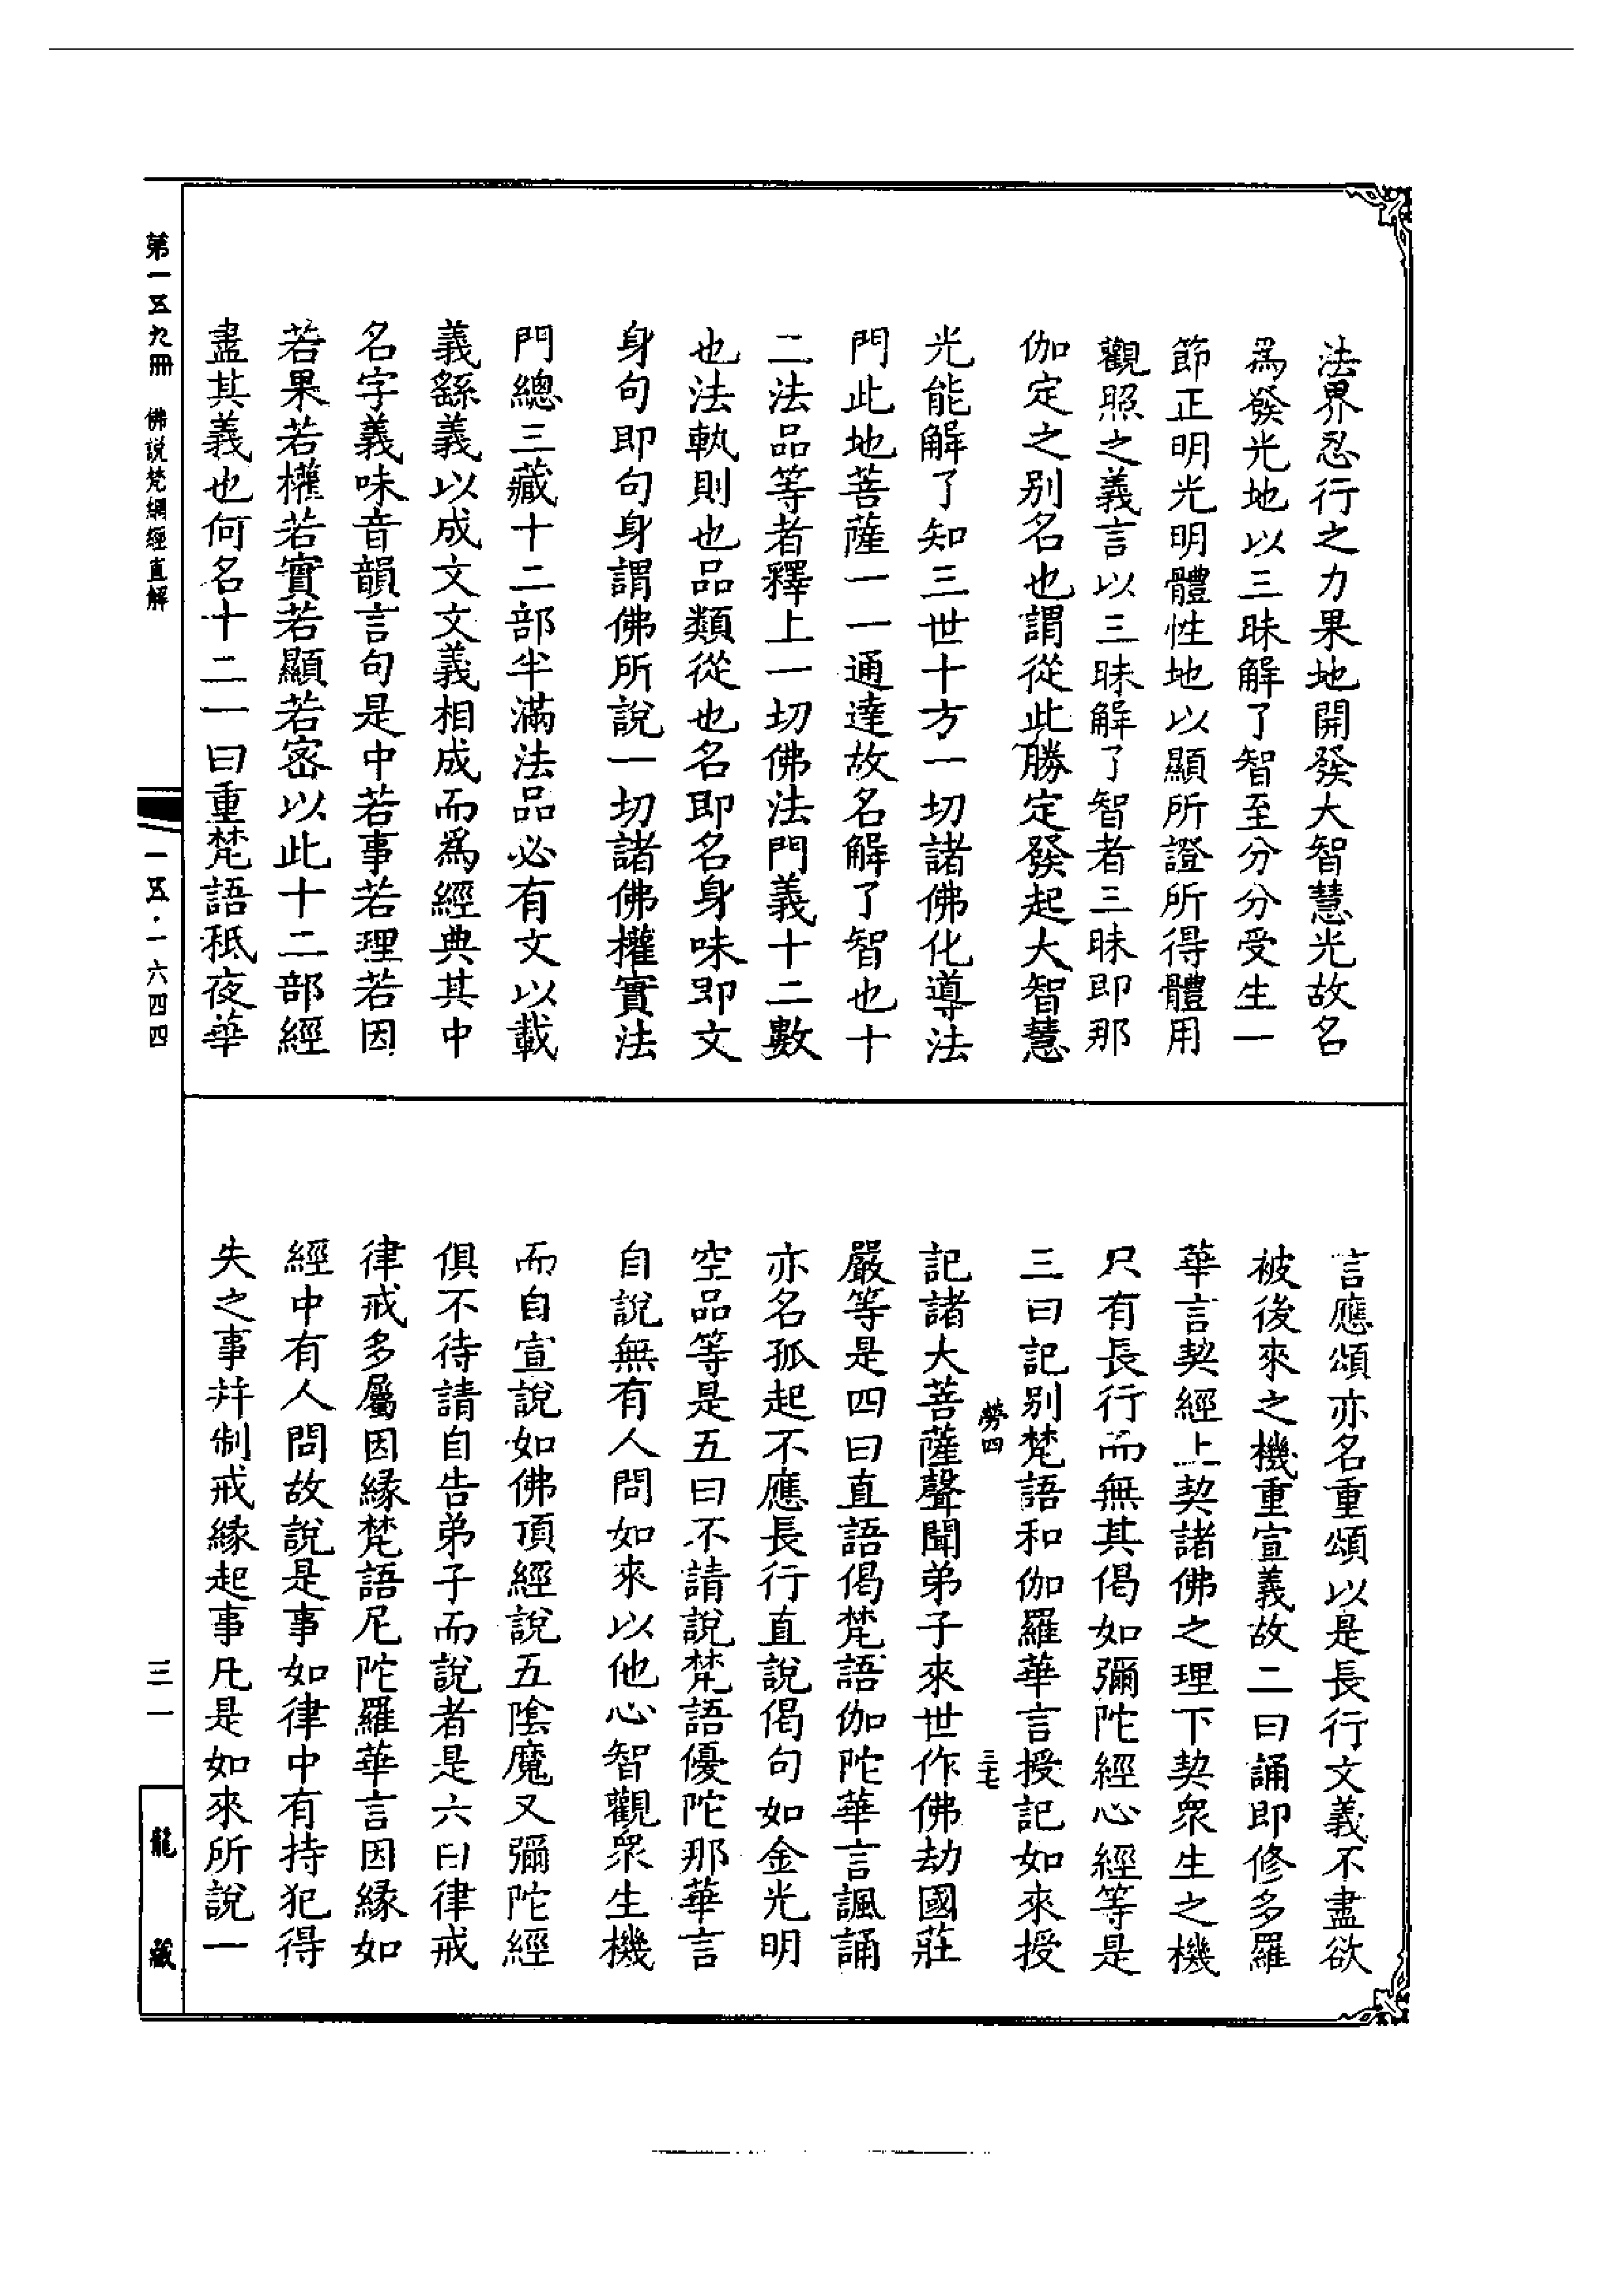 法界忍行之力果地開發大智慧光故名
為發光地以三昧解了智至分分受生一
節正明光明體性地以顯所證所得體用
觀照之義言以三昧解了智者三昧即那
伽定之別名也謂從此勝定發起大智慧
光能解了知三世十方一切諸佛化導法
門此地菩薩一一通達故名解了智也十
二法品等者釋上一切佛法門義十二數
也法軌則也品類從也名即名身味即文
身句即句身謂佛所說一切諸佛權實法
門總三藏十二部半滿法品必有文以載
義繇義以成文文義相成而為經典其中
名字義味音韻言句是中若事若理若因
若果若權若實若顯若密以此十二部經
盡其義也何名十二一曰重梵語秖夜華
言應頌亦名重頌以是長行文義不盡欲
被後來之機重宣義故二曰誦即修多羅
華言契經上契諸佛之理下契衆生之機
只有長行而無其偈如彌陀經心經等是
三曰記別梵語和伽羅華言授記如來授
勞四 三七
記諸大菩薩聲聞弟子來世作佛劫國莊
嚴等是四曰直語偈梵語伽陀華言諷誦
亦名孤起不應長行直說偈句如金光明
空品等是五曰不請說梵語優陀那華言
自說無有人問如來以他心智觀衆生機
而自宣說如佛頂經說五陰魔又彌陀經
俱不待請自告弟子而說者是六曰律戒
律戒多屬因緣梵語尼陀羅華言因緣如
經中有人問故說是事如律中有持犯得
失之事并制戒緣起事凡是如來所說一
第一五九冊 佛說梵網經直解
一五·一六四四
三一
龍藏